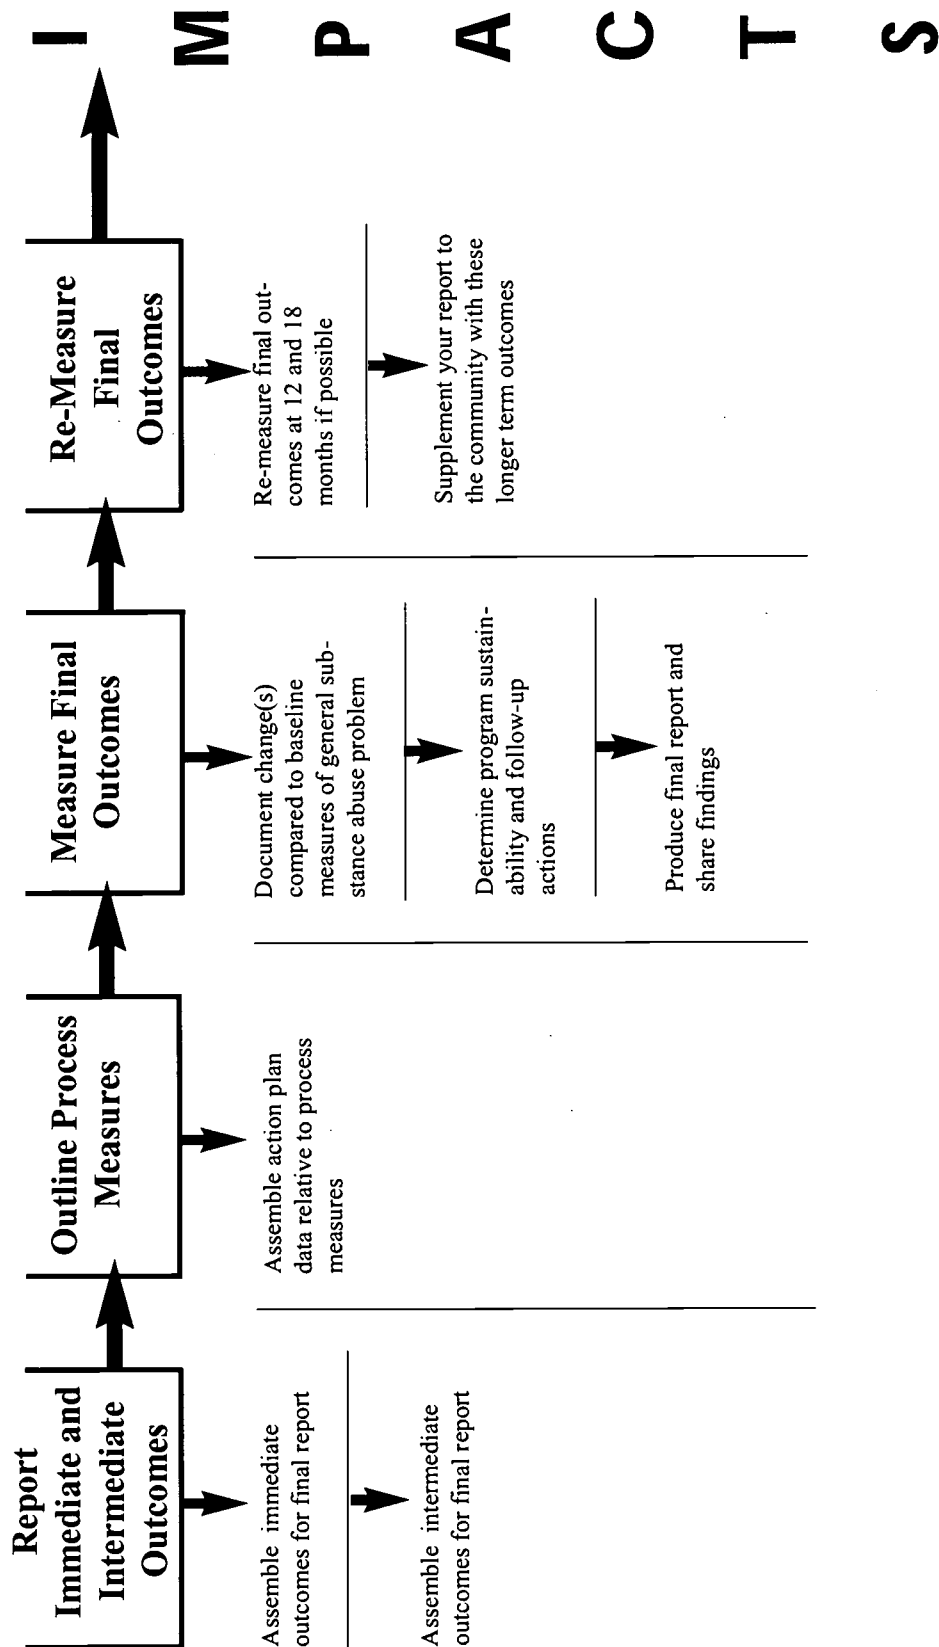 Report
Immediate and
Intermediate
Outcomes
Assemble immediate
outcomes for final report
Assemble intermediate
outcomes for final report
Outline Process
Measures
Assemble action plan
data relative to process
measures
Measure Final
Outcomes
Document change(s)
compared to baseline
measures of general sub-
stance abuse problem
Determine program sustain-
ability and follow-up
actions
Produce final report and
share findings
Re-Measure
Final
Outcomes
Re-measure final out-
comes at 12 and 18
months if possible
Supplement your report to
the community with these
longer term outcomes
I
M
P
A
C
T
S